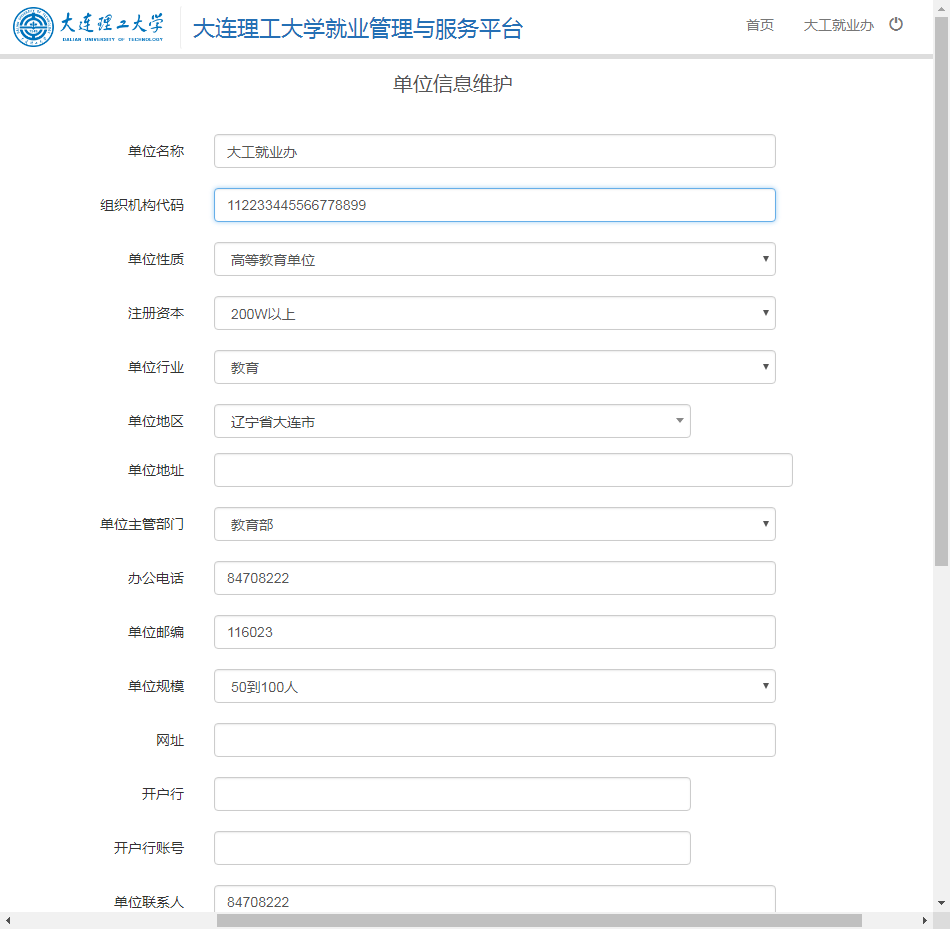 大连理工大学
DALIAN UNIVERSITY OF TECHNOLOGY
大连理工大学就业管理与服务平台
首页 大工就业办
单位信息维护
单位名称 大工就业办
组织机构代码 112233445566778899
单位性质 高等教育单位
注册资本 200W以上
单位行业 教育
单位地区 辽宁省大连市
单位地址
单位主管部门 教育部
办公电话 84708222
单位邮编 116023
单位规模 50到100人
网址
开户行
开户行账号
单位联系人 84708222